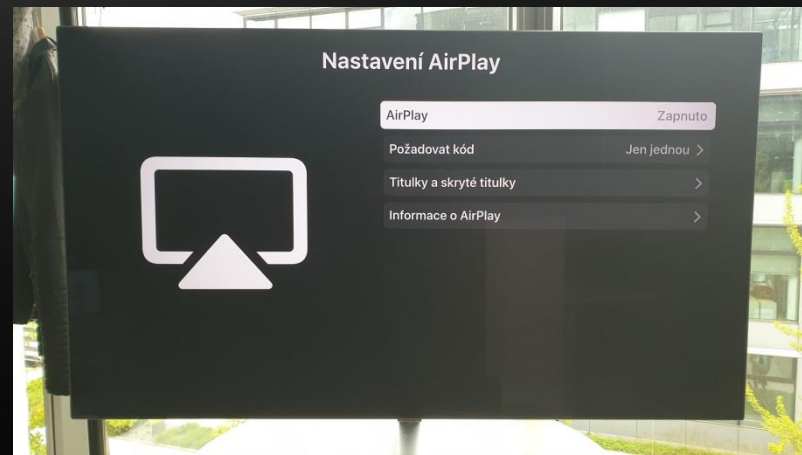 Nastavení AirPlay
AirPlay Zapnuto
Požadovat kód Jen jednou
Titulky a skryté titulky
Informace o AirPlay